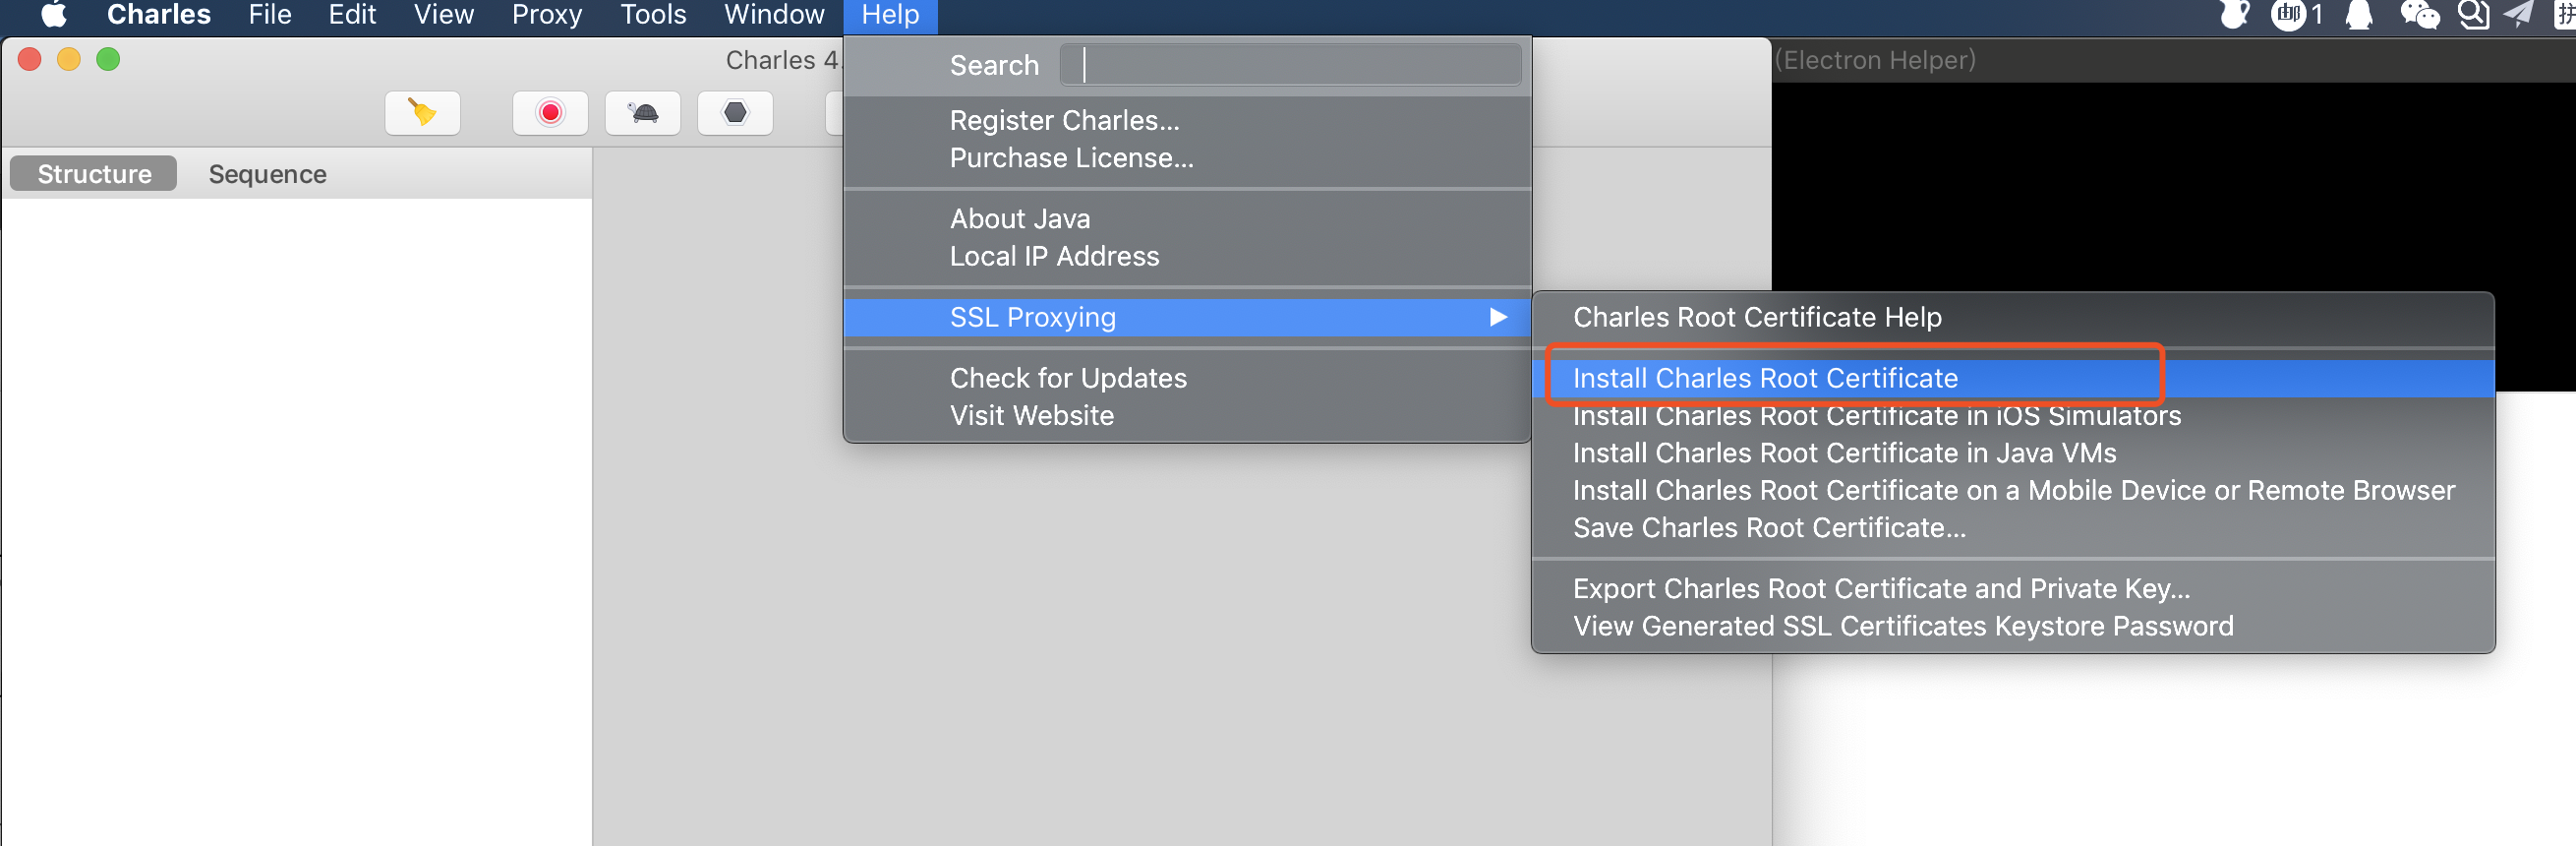 Charles File Edit View Proxy Tools Window Help 1
Charles 4.
(Electron Helper)
Search
Structure Sequence
Register Charles...
Purchase License...
About Java
Local IP Address
SSL Proxying
Check for Updates
Visit Website
Charles Root Certificate Help
Install Charles Root Certificate
Install Charles Root Certificate in iOS Simulators
Install Charles Root Certificate in Java VMs
Install Charles Root Certificate on a Mobile Device or Remote Browser
Save Charles Root Certificate...
Export Charles Root Certificate and Private Key...
View Generated SSL Certificates Keystore Password